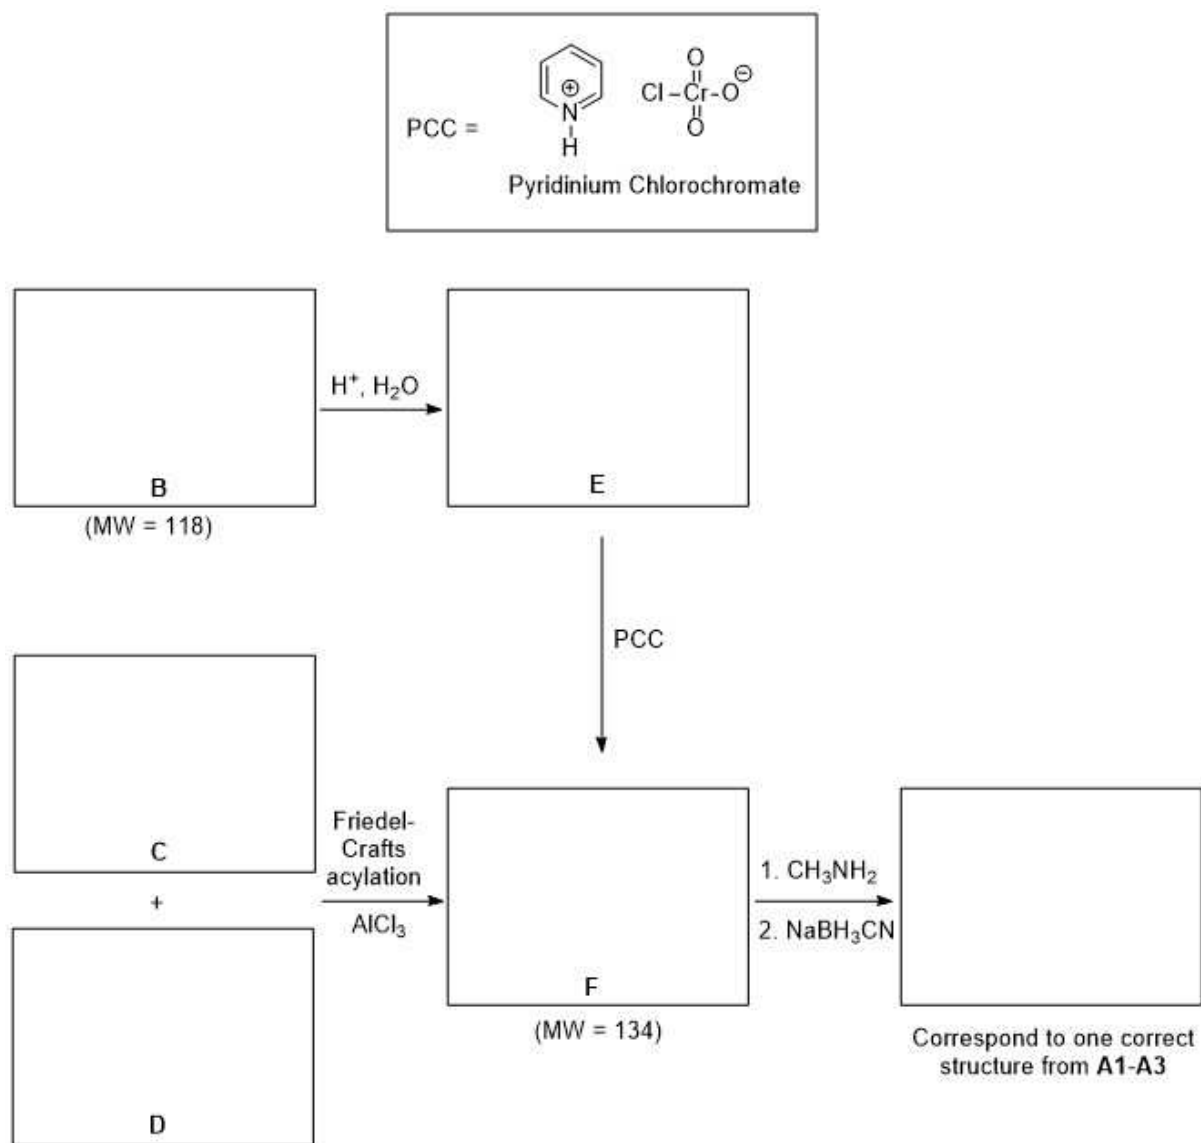 PCC =
N
H
Cl–Cr–O
O
O
Pyridinium Chlorochromate
B
(MW = 118)
H⁺, H₂O
E
PCC
C
+
D
Friedel-
Crafts
acylation
AlCl₃
F
(MW = 134)
1. CH₃NH₂
2. NaBH₃CN
Correspond to one correct
structure from A1-A3